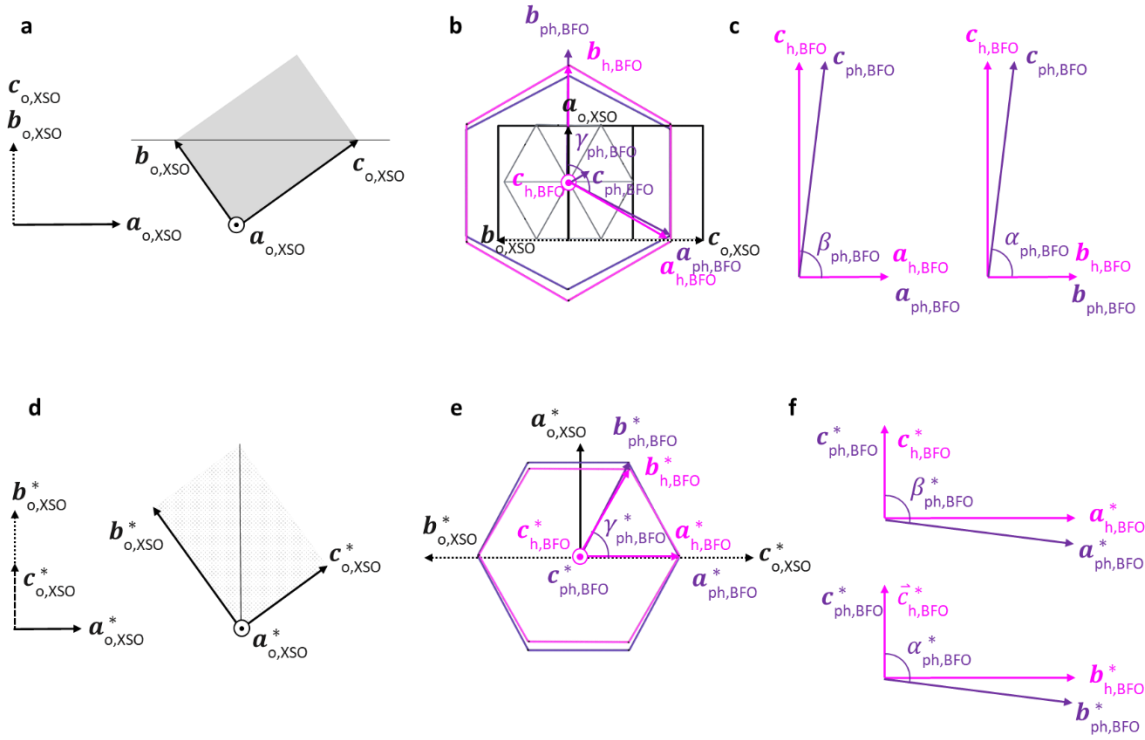 a
c o,XSO
b o,XSO
a o,XSO
b o,XSO
c o,XSO
a o,XSO
b
b ph,BFO
b h,BFO
a o,XSO
γ ph,BFO
c h,BFO
c ph,BFO
b o,XSO
c o,XSO
a ph,BFO
a h,BFO
c
c h,BFO
c ph,BFO
β ph,BFO
a h,BFO
a ph,BFO
c h,BFO
c ph,BFO
α ph,BFO
b h,BFO
b ph,BFO
d
b* o,XSO
c* o,XSO
a* o,XSO
b* o,XSO
c* o,XSO
a* o,XSO
e
a* o,XSO
b* ph,BFO
b* h,BFO
b* o,XSO
c* h,BFO
γ* ph,BFO
a* h,BFO
c* o,XSO
c* ph,BFO
a* ph,BFO
f
c* ph,BFO
c* h,BFO
β* ph,BFO
a* h,BFO
a* ph,BFO
c* ph,BFO
c⃗* h,BFO
α* ph,BFO
b* h,BFO
b* ph,BFO